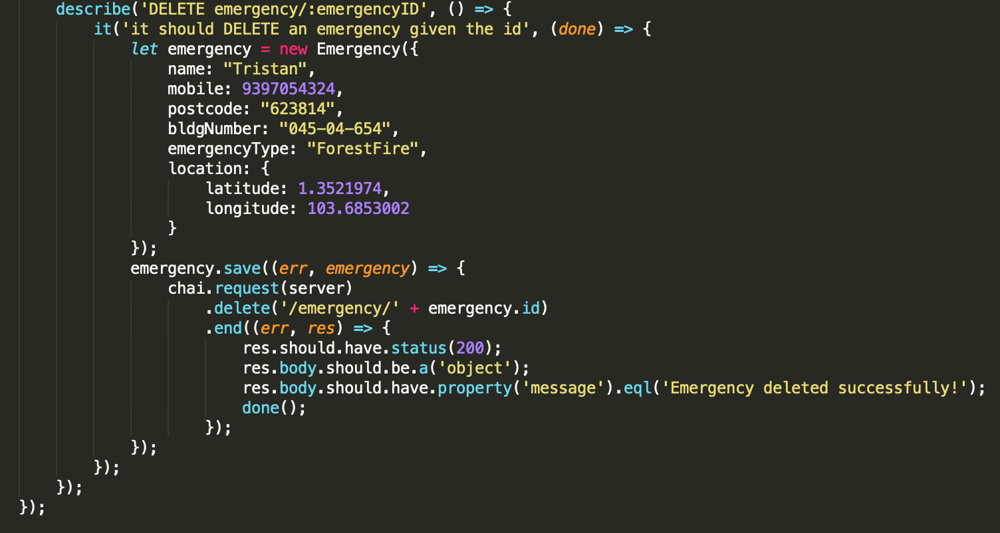 describe('DELETE emergency/:emergencyID', () => {
it('it should DELETE an emergency given the id', (done) => {
let emergency = new Emergency({
name: "Tristan",
mobile: 9397054324,
postcode: "623814",
bldgNumber: "045-04-654",
emergencyType: "ForestFire",
location: {
latitude: 1.3521974,
longitude: 103.6853002
}
});
emergency.save((err, emergency) => {
chai.request(server)
.delete('/emergency/' + emergency.id)
.end((err, res) => {
res.should.have.status(200);
res.body.should.be.a('object');
res.body.should.have.property('message').eql('Emergency deleted successfully!');
done();
});
});
});
});
});